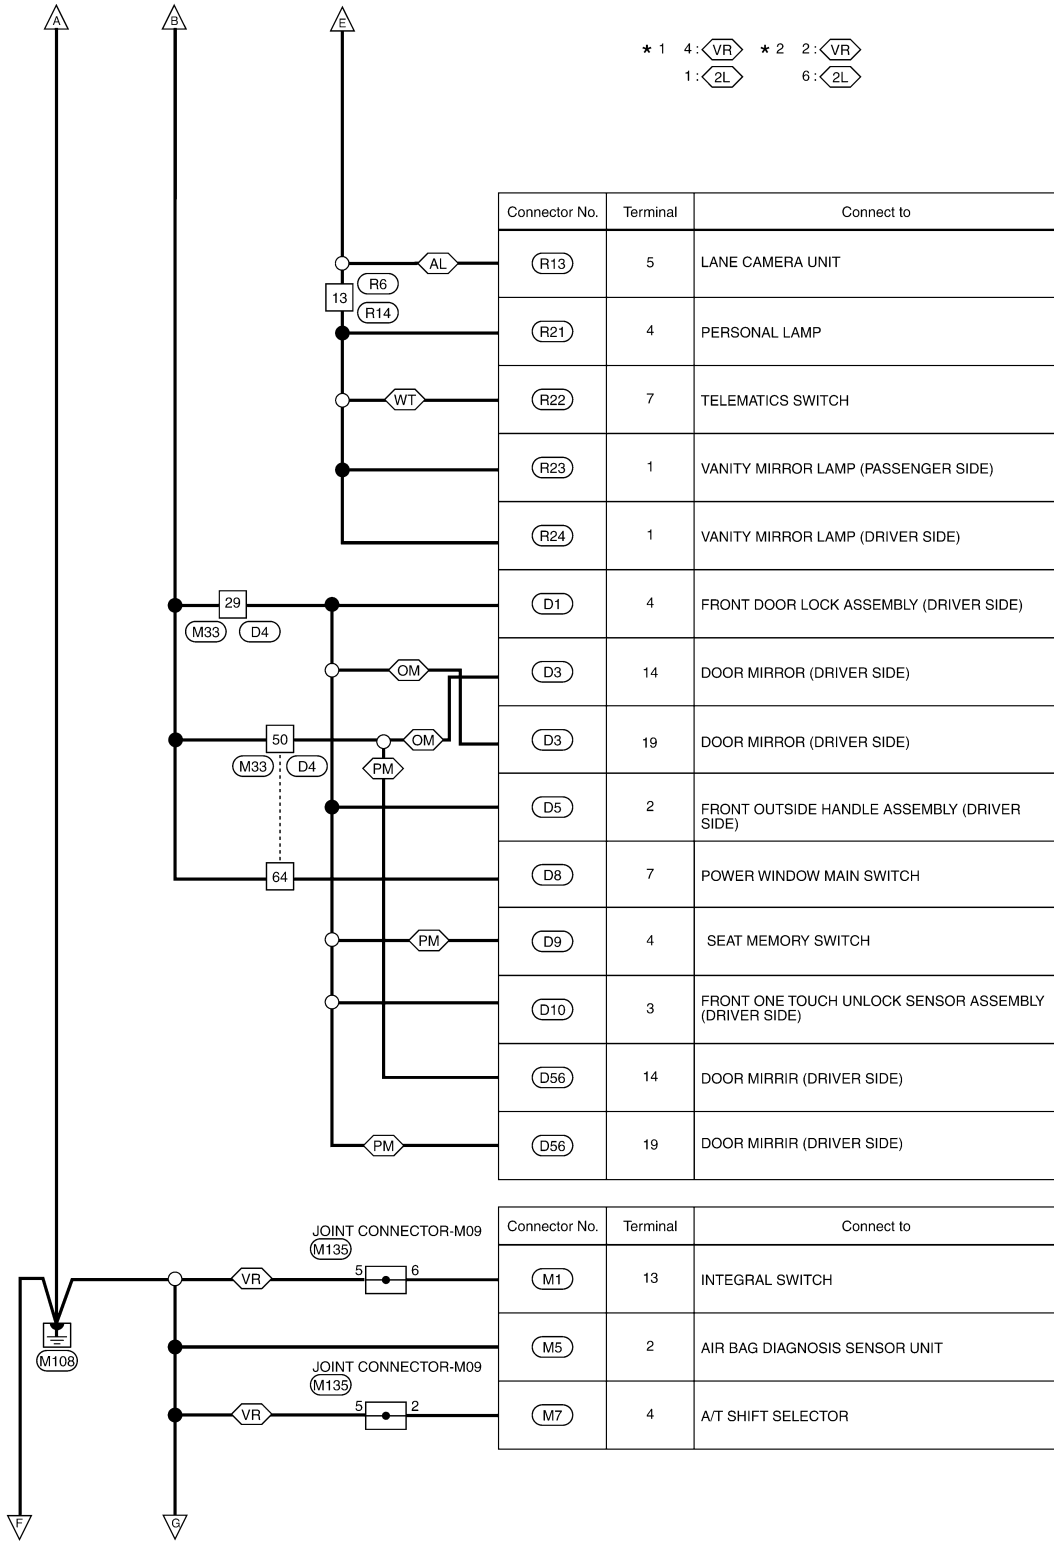 A B E
★ 1 4: VR ★ 2 2: VR
1: 2L 6: 2L
Connector No. Terminal Connect to
AL R13 5 LANE CAMERA UNIT
13 R6
R14
R21 4 PERSONAL LAMP
WT R22 7 TELEMATICS SWITCH
R23 1 VANITY MIRROR LAMP (PASSENGER SIDE)
R24 1 VANITY MIRROR LAMP (DRIVER SIDE)
29 D1 4 FRONT DOOR LOCK ASSEMBLY (DRIVER SIDE)
M33 D4
OM D3 14 DOOR MIRROR (DRIVER SIDE)
50 OM D3 19 DOOR MIRROR (DRIVER SIDE)
M33 D4 PM
D5 2 FRONT OUTSIDE HANDLE ASSEMBLY (DRIVER
SIDE)
64 D8 7 POWER WINDOW MAIN SWITCH
PM D9 4 SEAT MEMORY SWITCH
D10 3 FRONT ONE TOUCH UNLOCK SENSOR ASSEMBLY
(DRIVER SIDE)
D56 14 DOOR MIRRIR (DRIVER SIDE)
PM D56 19 DOOR MIRRIR (DRIVER SIDE)
Connector No. Terminal Connect to
JOINT CONNECTOR-M09
M135
VR 5 6 M1 13 INTEGRAL SWITCH
M108
M5 2 AIR BAG DIAGNOSIS SENSOR UNIT
JOINT CONNECTOR-M09
M135
VR 5 2 M7 4 A/T SHIFT SELECTOR
F G